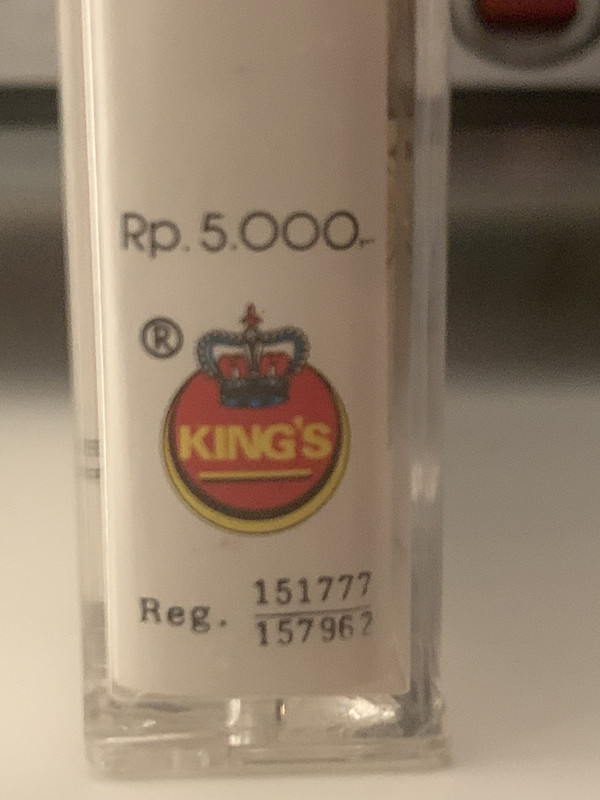 Rp. 5.000,-
®
KING'S
Reg. 151777
157962